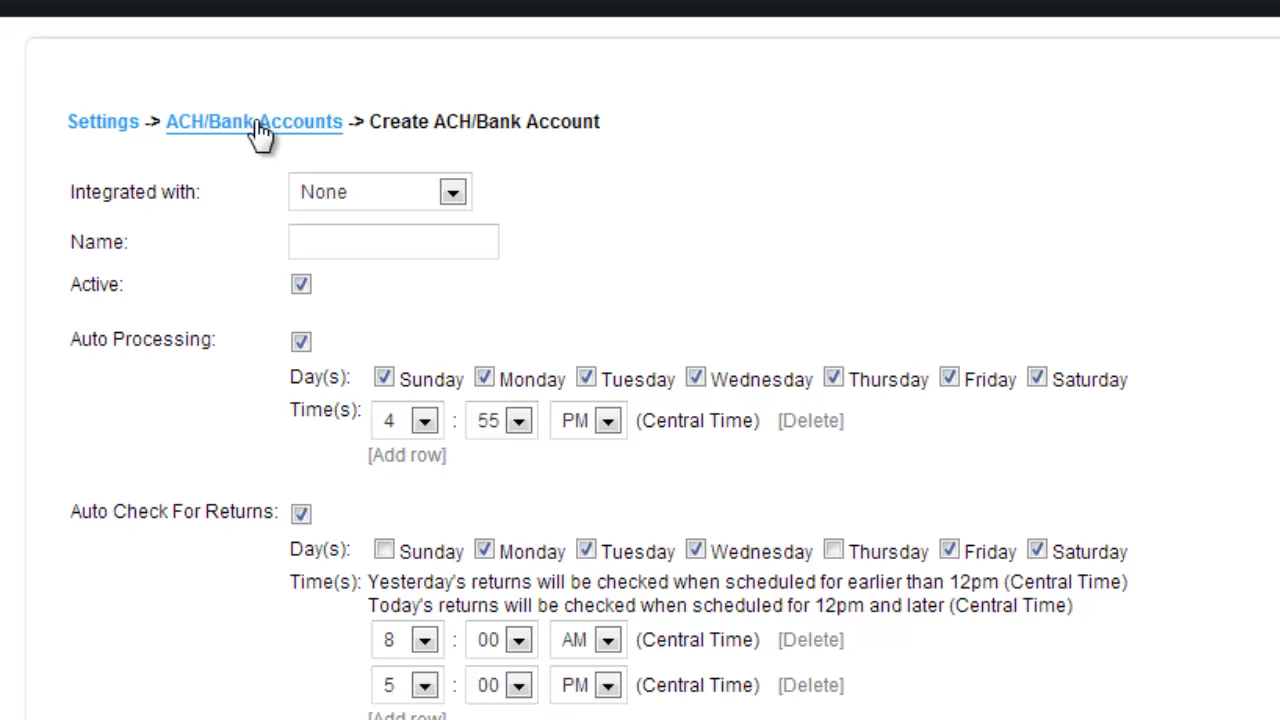 Settings -> ACH/Bank Accounts -> Create ACH/Bank Account
Integrated with: None
Name:
Active:
Auto Processing:
Day(s): Sunday Monday Tuesday Wednesday Thursday Friday Saturday
Time(s): 4 : 55 PM (Central Time) [Delete]
[Add row]
Auto Check For Returns:
Day(s): Sunday Monday Tuesday Wednesday Thursday Friday Saturday
Time(s): Yesterday's returns will be checked when scheduled for earlier than 12pm (Central Time)
Today's returns will be checked when scheduled for 12pm and later (Central Time)
8 : 00 AM (Central Time) [Delete]
5 : 00 PM (Central Time) [Delete]
[Add row]